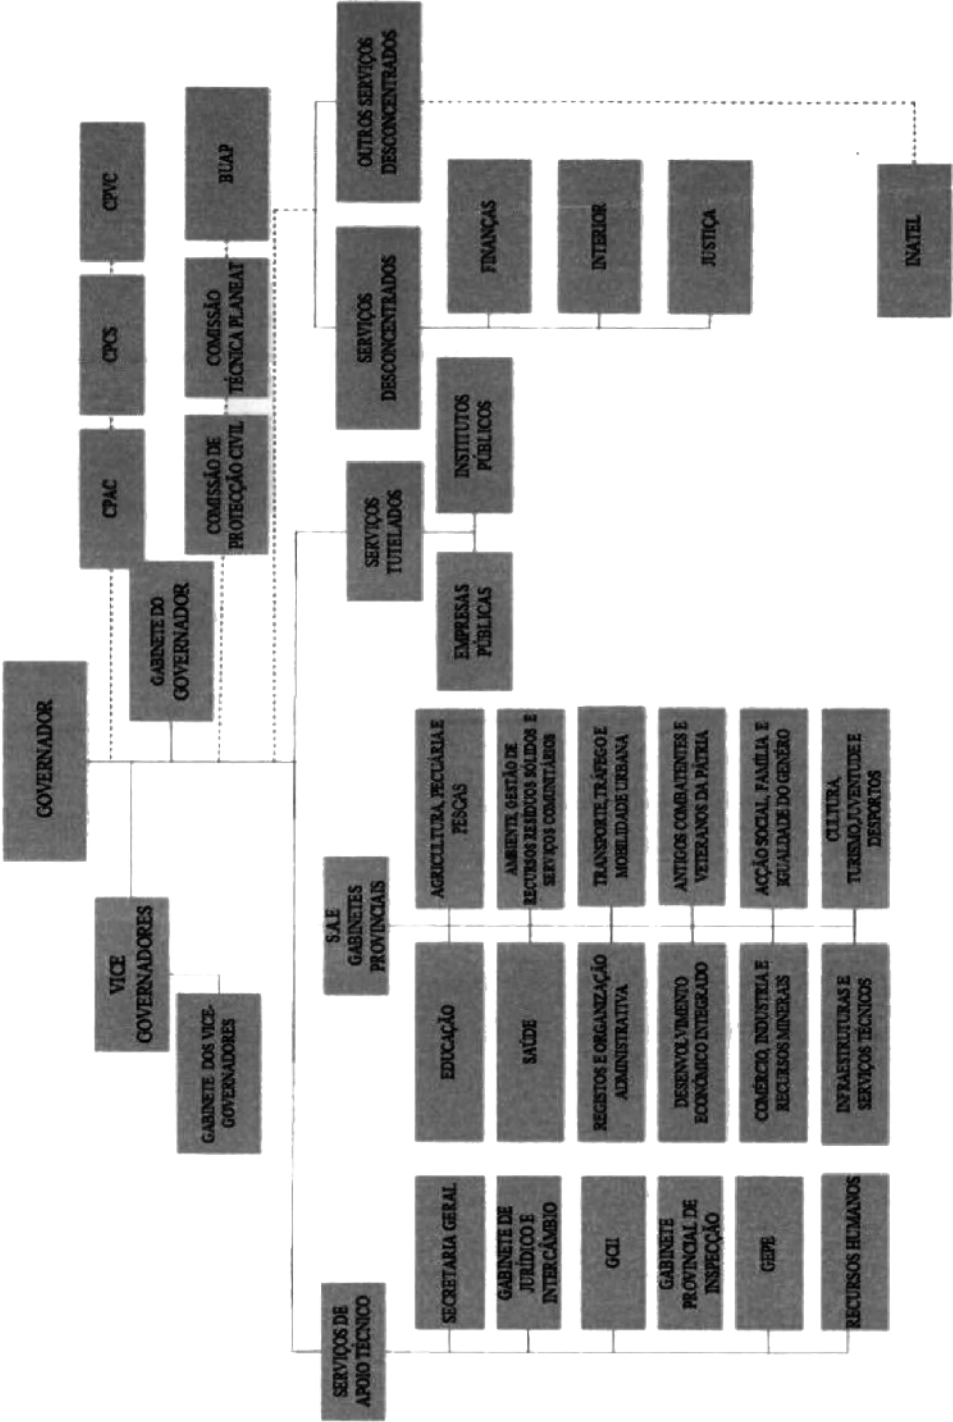 GOVERNADOR
VICE
GOVERNADORES
GABINETE DOS VICE-
GOVERNADORES
GABINETE DO
GOVERNADOR
CPAC
CPCS
CPVC
COMISSÃO DE
PROTECÇÃO CIVIL
COMISSÃO
TÉCNICA PLANEAT
BUAP
SERVIÇOS DE
APOIO TÉCNICO
SECRETARIA GERAL
GABINETE DE
JURÍDICO E
INTERCÂMBIO
GCII
GABINETE
PROVINCIAL DE
INSPECÇÃO
GEPE
RECURSOS HUMANOS
S.A.E
GABINETES
PROVINCIAIS
EDUCAÇÃO
AGRICULTURA, PECUÁRIA E
PESCAS
SAÚDE
AMBIENTE, GESTÃO DE
RECURSOS RESÍDUOS SÓLIDOS E
SERVIÇOS COMUNITÁRIOS
REGISTOS E ORGANIZAÇÃO
ADMINISTRATIVA
TRANSPORTE,TRÁFEGO E
MOBILIDADE URBANA
DESENVOLVIMENTO
ECONÓMICO INTEGRADO
ANTIGOS COMBATENTES E
VETERANOS DA PÁTRIA
COMÉRCIO, INDUSTRIA E
RECURSOS MINERAIS
ACÇÃO SOCIAL, FAMÍLIA E
IGUALDADE DO GENÉRO
INFRAESTRUTURAS E
SERVIÇOS TÉCNICOS
CULTURA,
TURISMO,JUVENTUDE E
DESPORTOS
SERVIÇOS
TUTELADOS
EMPRESAS
PÚBLICAS
INSTITUTOS
PÚBLICOS
SERVIÇOS
DESCONCENTRADOS
FINANÇAS
INTERIOR
JUSTIÇA
OUTROS SERVIÇOS
DESCONCENTRADOS
INATEL